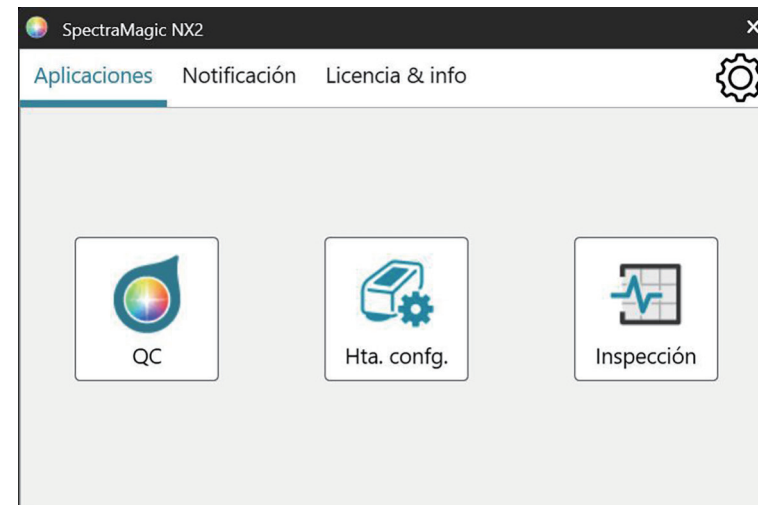 SpectraMagic NX2
Aplicaciones Notificación Licencia & info
QC Hta. confg. Inspección